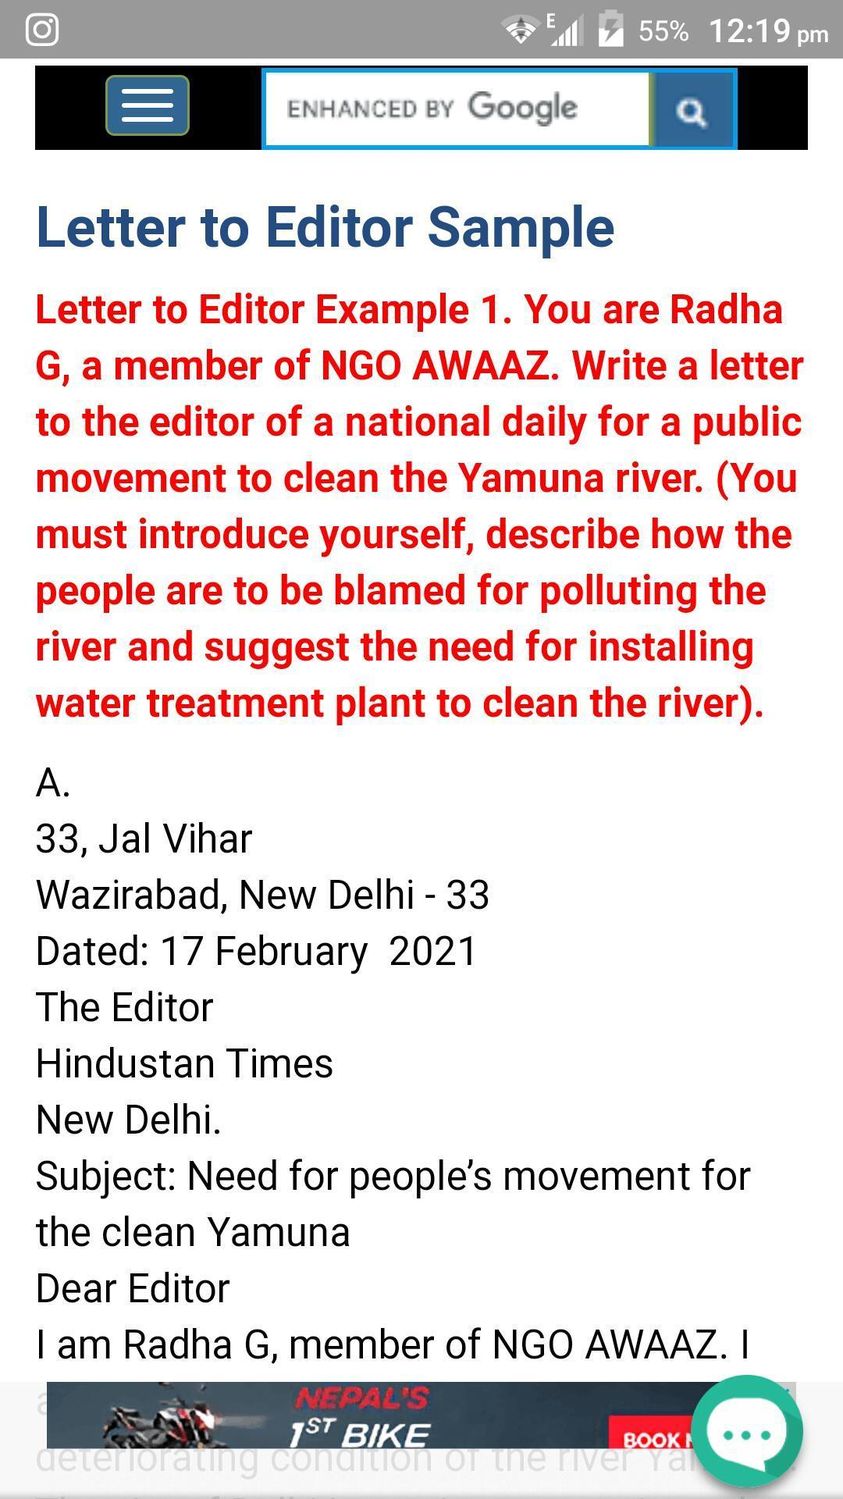 E 55% 12:19 pm
ENHANCED BY Google
Letter to Editor Sample
Letter to Editor Example 1. You are Radha
G, a member of NGO AWAAZ. Write a letter
to the editor of a national daily for a public
movement to clean the Yamuna river. (You
must introduce yourself, describe how the
people are to be blamed for polluting the
river and suggest the need for installing
water treatment plant to clean the river).
A.
33, Jal Vihar
Wazirabad, New Delhi - 33
Dated: 17 February  2021
The Editor
Hindustan Times
New Delhi.
Subject: Need for people’s movement for
the clean Yamuna
Dear Editor
I am Radha G, member of NGO AWAAZ. I
NEPAL'S
1ST BIKE
BOOK
deteriorating condition of the river